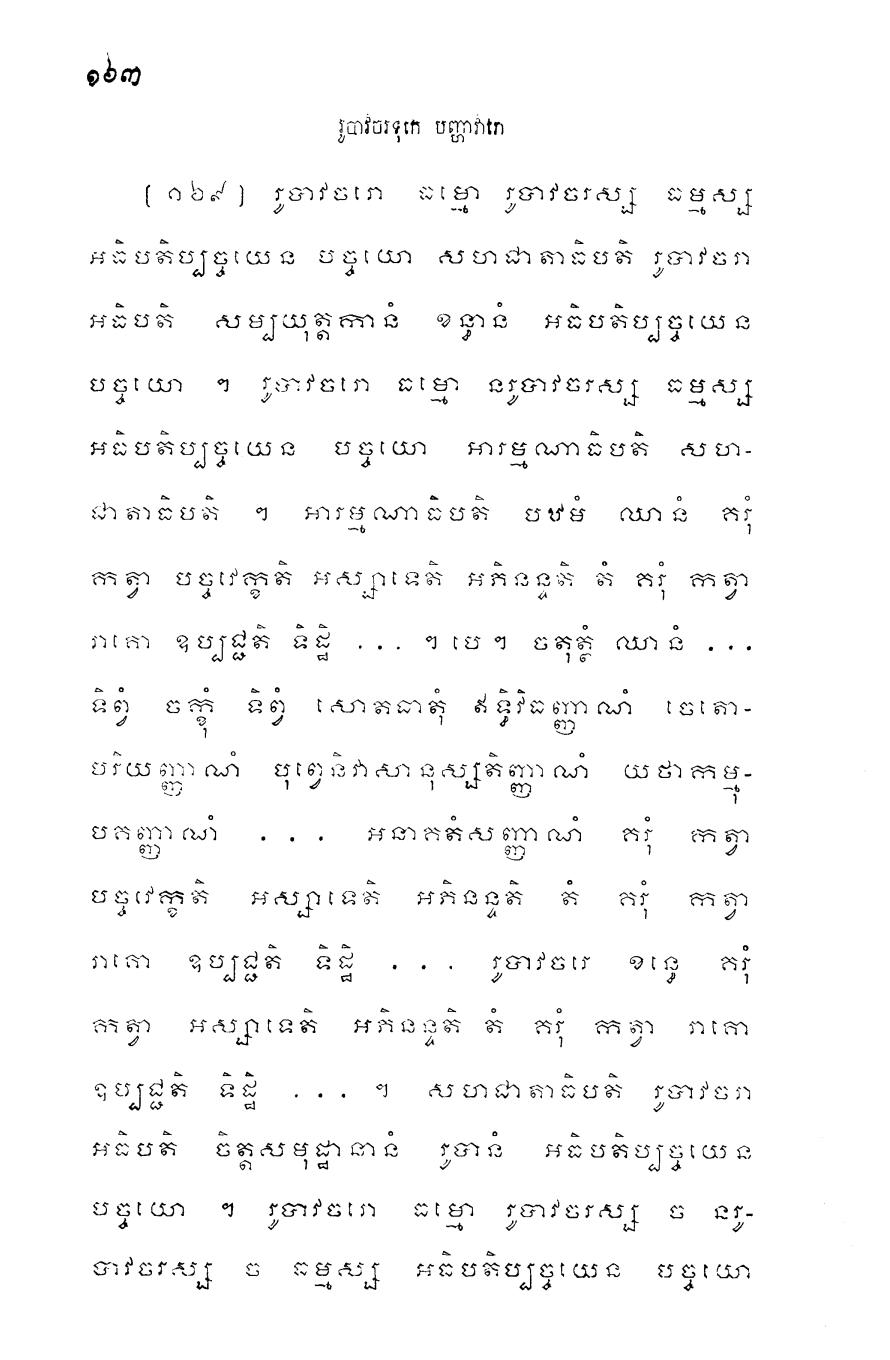 ១៦៣
រូបាវចរទុកេ បញ្ហាវារោ
[១៦៩] រូបាវចរោ ធម្មោ រូបាវចរស្ស ធម្មស្ស
អធិបតិប្បច្ចយេន បច្ចយោ សហជាតាធិបតិ រូបាវចរា
អធិបតិ សម្បយុត្តកានំ ខន្ធានំ អធិបតិប្បច្ចយេន
បច្ចយោ ។ រូបាវចរោ ធម្មោ នរូបាវចរស្ស ធម្មស្ស
អធិបតិប្បច្ចយេន បច្ចយោ អារម្មណាធិបតិ សហ-
ជាតាធិបតិ ។ អារម្មណាធិបតិ បឋមំ ឈានំ គរុំ
កត្វា បច្ចវេក្ខតិ អស្សាទេតិ អភិនន្ទតិ តំ គរុំ កត្វា
រាគោ ឧប្បជ្ជតិ ទិដ្ឋិ ... ។បេ។ ចតុត្ថំ ឈានំ ...
ទិព្វំ ចក្ខុំ ទិព្វំ សោតធាតុំ ឥទ្ធិវិធញ្ញាណំ ចេតោ-
បរិយញ្ញាណំ បុព្វេនិវាសានុស្សតិញ្ញាណំ យថាកម្មុ-
បគញ្ញាណំ ... អនាគតំសញ្ញាណំ គរុំ កត្វា
បច្ចវេក្ខតិ អស្សាទេតិ អភិនន្ទតិ តំ គរុំ កត្វា
រាគោ ឧប្បជ្ជតិ ទិដ្ឋិ ... រូបាវចរេ ខន្ធេ គរុំ
កត្វា អស្សាទេតិ អភិនន្ទតិ តំ គរុំ កត្វា រាគោ
ឧប្បជ្ជតិ ទិដ្ឋិ ... ។ សហជាតាធិបតិ រូបាវចរា
អធិបតិ ចិត្តសមុដ្ឋានានំ រូបានំ អធិបតិប្បច្ចយេន
បច្ចយោ ។ រូបាវចរោ ធម្មោ រូបាវចរស្ស ច នរូ-
បាវចរស្ស ច ធម្មស្ស អធិបតិប្បច្ចយេន បច្ចយោ